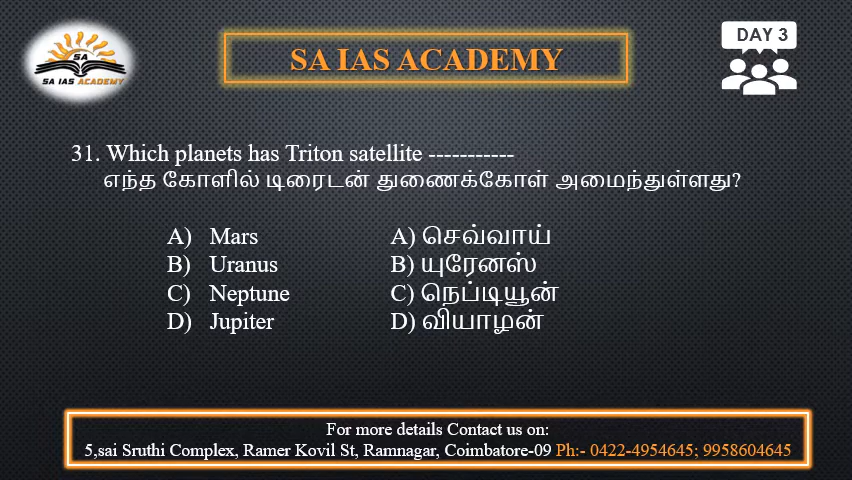 SA
SA IAS ACADEMY
SA IAS ACADEMY
DAY 3
31. Which planets has Triton satellite -----------
எந்த கோளில் டிரைடன் துணைக்கோள் அமைந்துள்ளது?
A) Mars A) செவ்வாய்
B) Uranus B) யுரேனஸ்
C) Neptune C) நெப்டியூன்
D) Jupiter D) வியாழன்
For more details Contact us on:
5,sai Sruthi Complex, Ramer Kovil St, Ramnagar, Coimbatore-09 Ph:- 0422-4954645; 9958604645